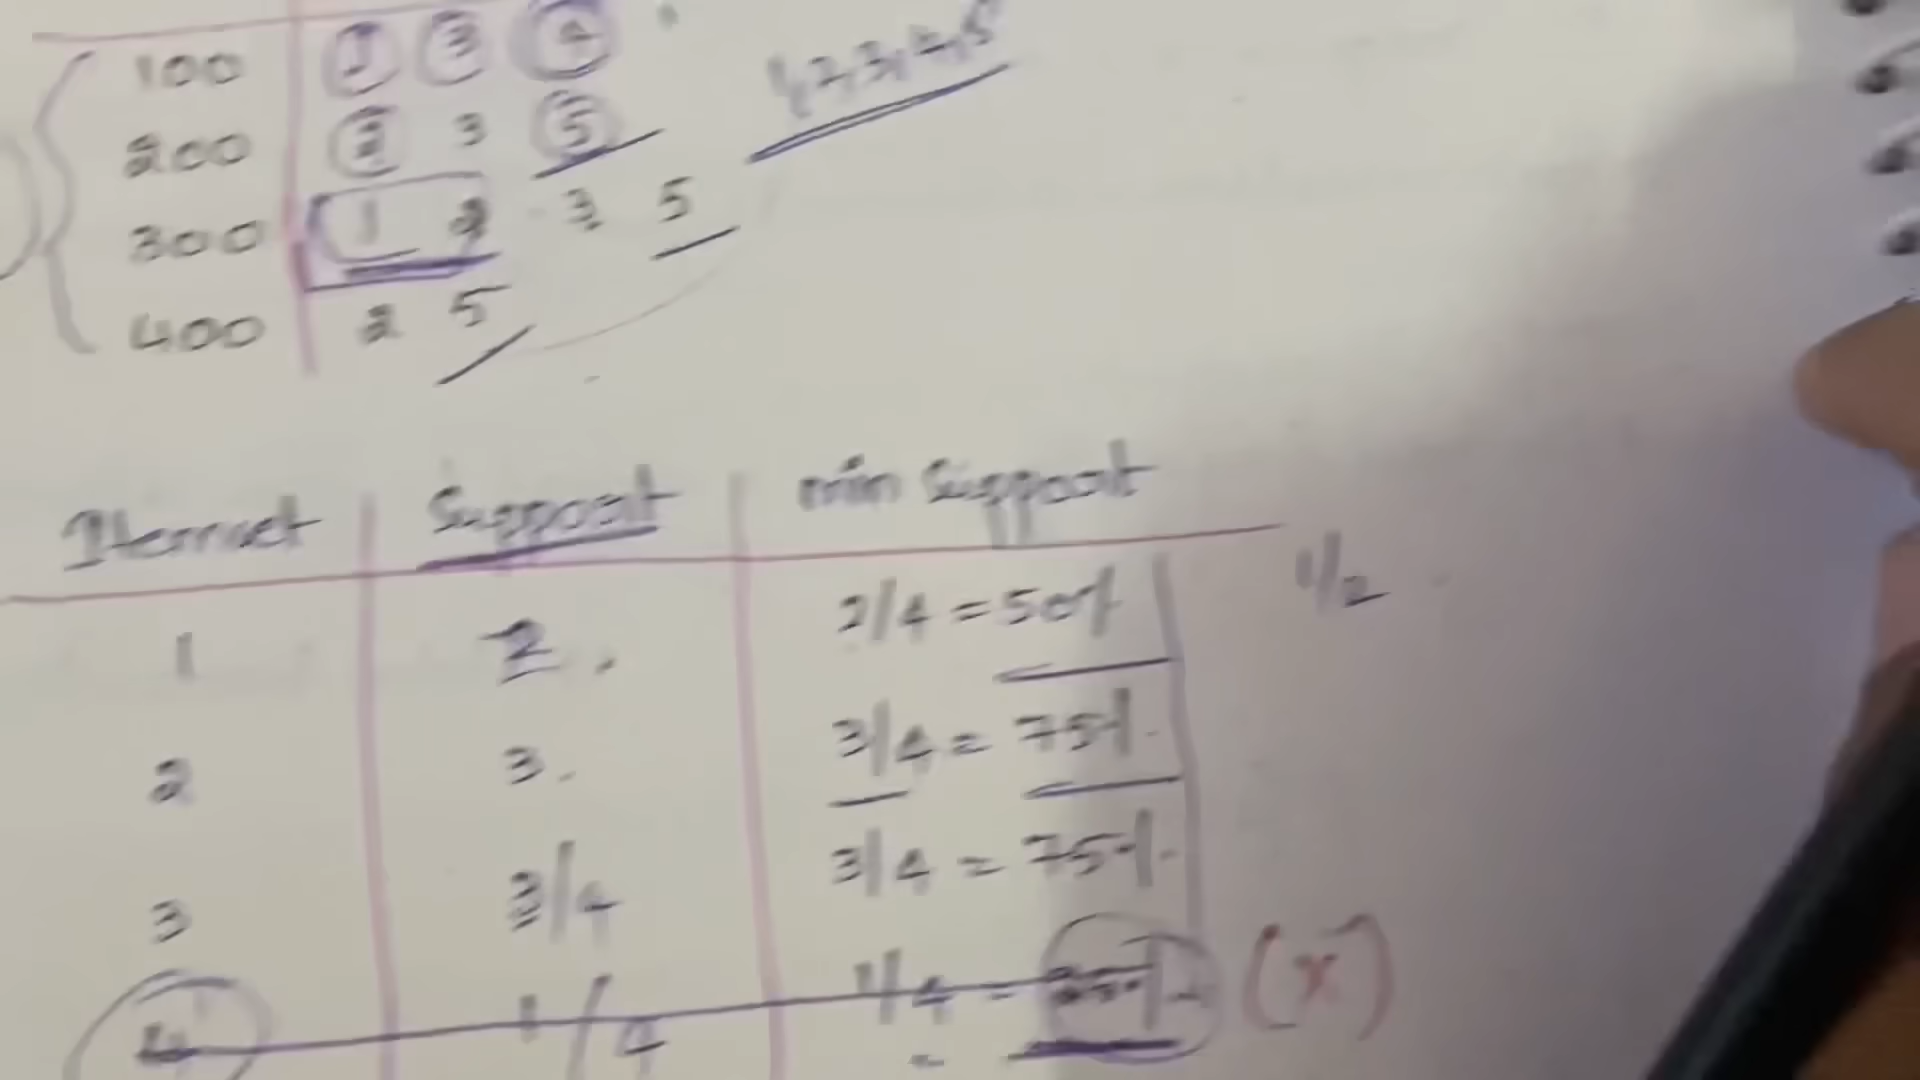 100 1 3 4
1,2,3,4,5
200 2 3 5
300 1 2 3 5
400 2 5
Itemset Support min support
1 2 2/4 = 50% 1/2
2 3 3/4 = 75%
3 3/4 3/4 = 75%
4 1/4 1/4 = 25% (x)